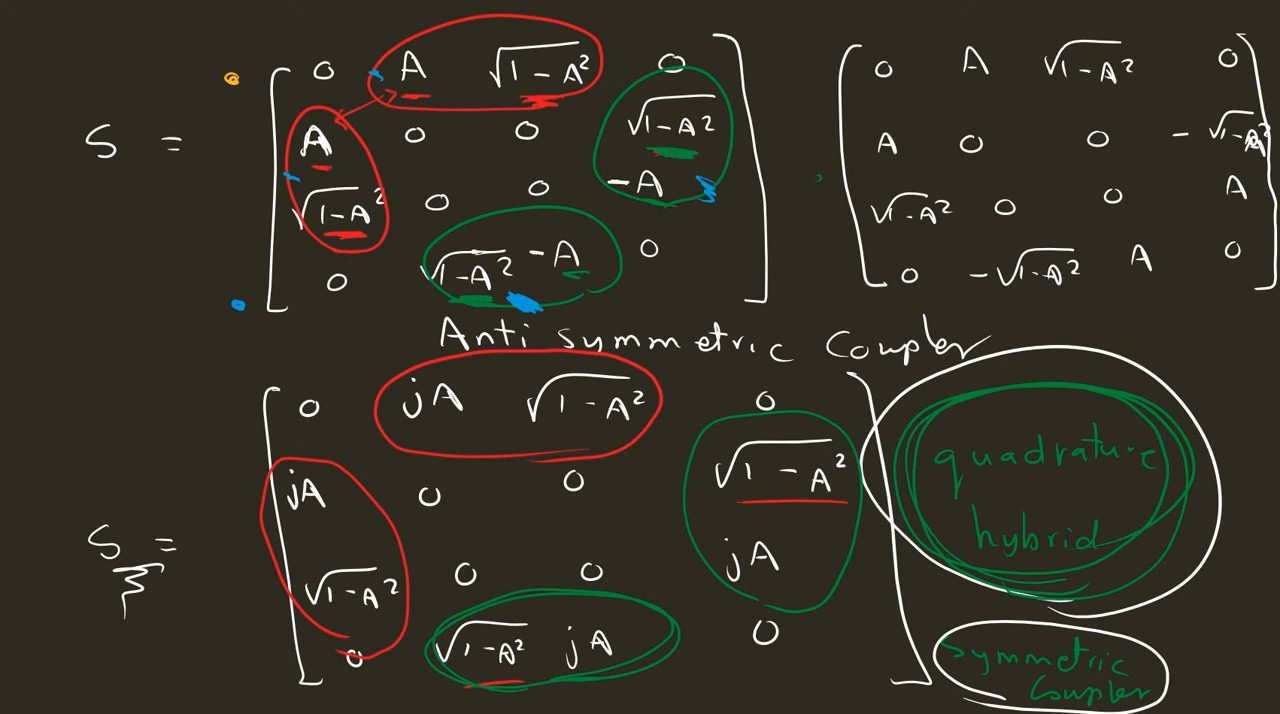 S =
0 A √1-A² 0
A 0 0 √1-A²
√1-A² 0 0 -A
0 √1-A² -A 0
0 A √1-A² 0
A 0 0 -√1-A²
√1-A² 0 0 A
0 -√1-A² A 0
Anti symmetric Coupler
S =
0 jA √1-A² 0
jA 0 0 √1-A²
√1-A² 0 0 jA
0 √1-A² jA 0
quadrature
hybrid
Symmetric
Coupler